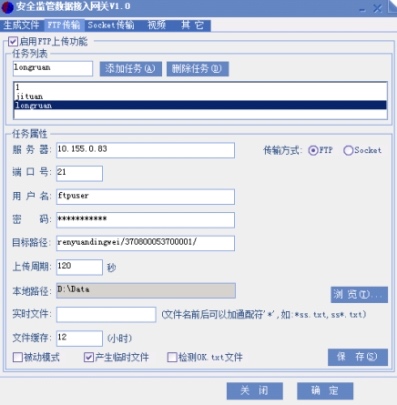 安全监管数据接入网关V1.0
生成文件 FTP传输 Socket传输 视频 其它
启用FTP上传功能
任务列表
longruan 添加任务(A) 删除任务(D)
1
jituan
longruan
任务属性
服务器: 10.155.0.83 传输方式: FTP Socket
端口号: 21
用户名: ftpuser
密码: ***********
目标路径: renyuandingwei/370800053700001/
上传周期: 120 秒
本地路径: D:\Data
浏览(T)...
实时文件: (文件名前后可以加通配符'*',如:*ss.txt,ss*.txt)
文件缓存: 12 (小时)
被动模式 产生临时文件 检测OK.txt文件 保存(S)
关闭 确定